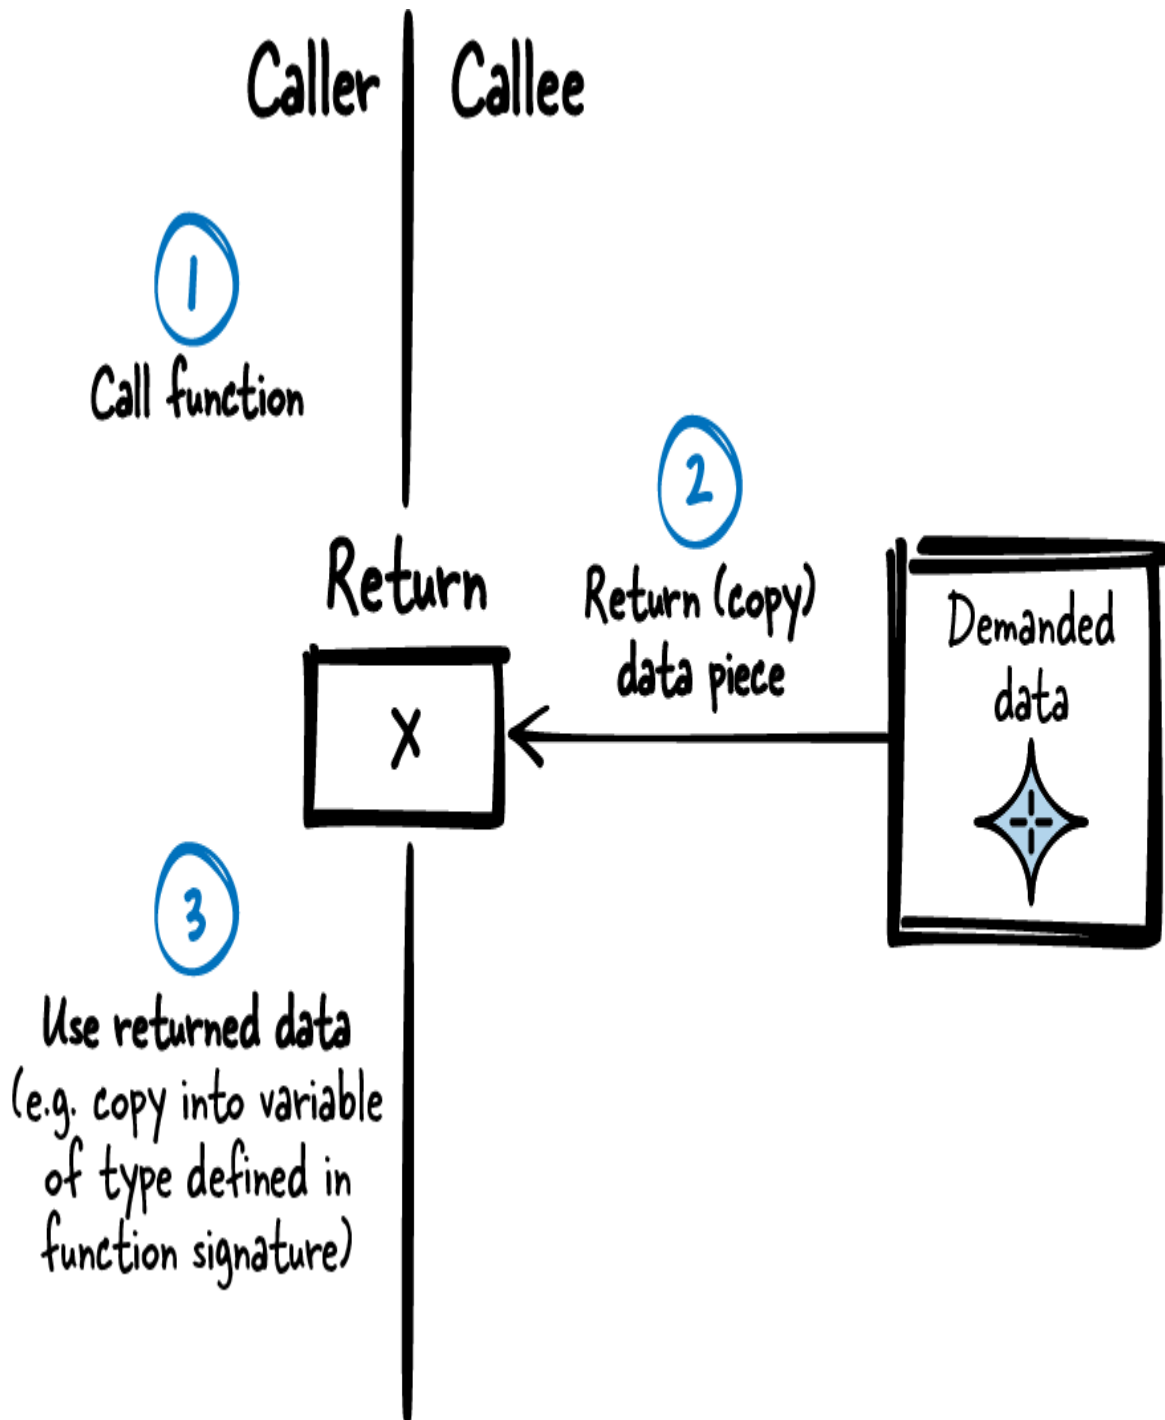 Caller
Callee
1
Call function
2
Return
Return (copy)
data piece
Demanded
data
X
3
Use returned data
(e.g. copy into variable
of type defined in
function signature)